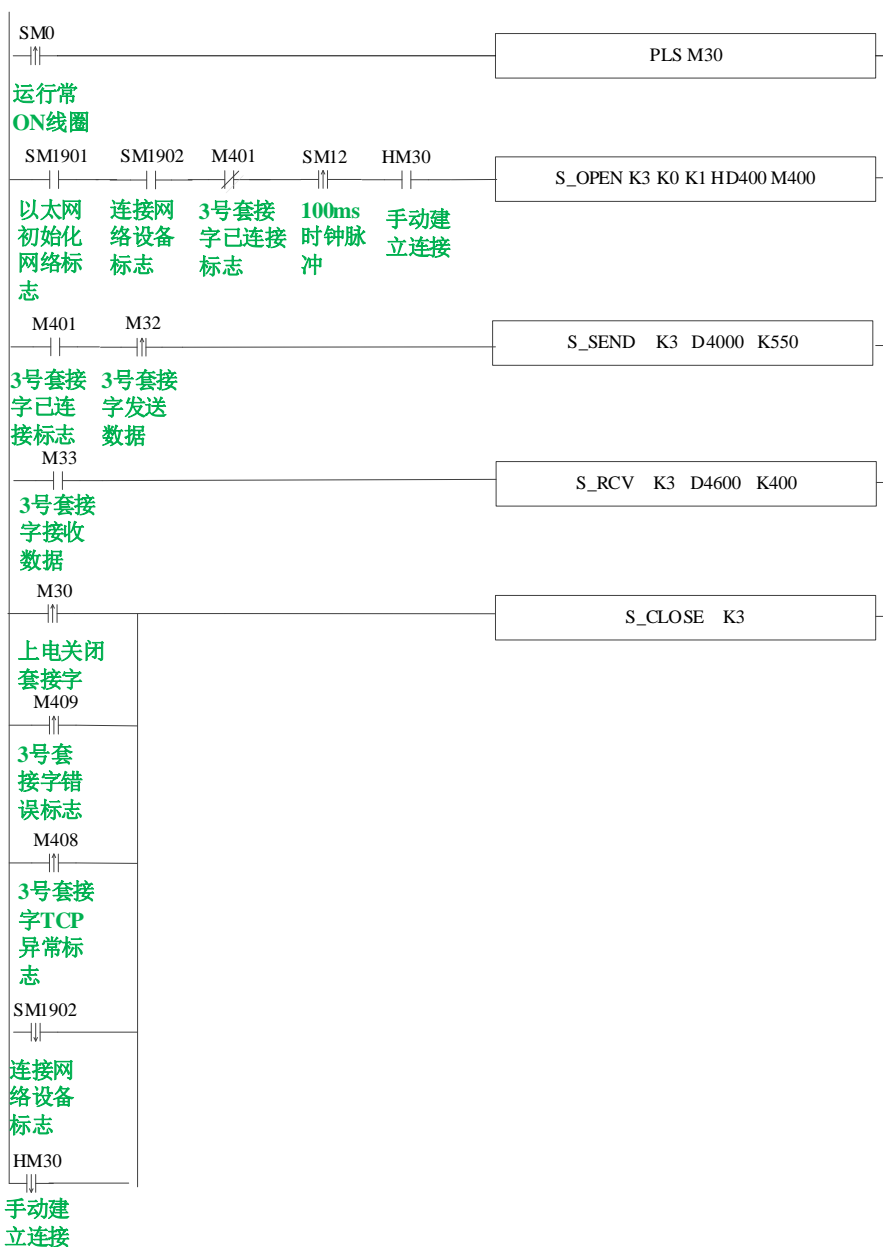 SM0
PLS M30
运行常
ON线圈
SM1901 SM1902 M401 SM12 HM30
S_OPEN K3 K0 K1 HD400 M400
以太网
初始化
网络标
志
连接网
络设备
标志
3号套接
字已连接
标志
100ms
时钟脉
冲
手动建
立连接
M401 M32
S_SEND K3 D4000 K550
3号套接
字已连
接标志
3号套接
字发送
数据
M33
S_RCV K3 D4600 K400
3号套接
字接收
数据
M30
S_CLOSE K3
上电关闭
套接字
M409
3号套
接字错
误标志
M408
3号套接
字TCP
异常标
志
SM1902
连接网
络设备
标志
HM30
手动建
立连接